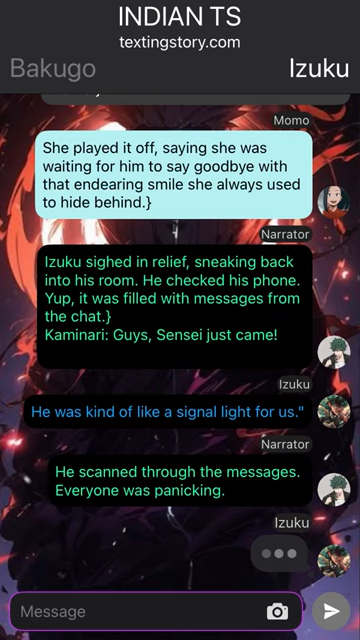 INDIAN TS
textingstory.com
Bakugo Izuku
Momo
She played it off, saying she was
waiting for him to say goodbye with
that endearing smile she always used
to hide behind.}
Narrator
Izuku sighed in relief, sneaking back
into his room. He checked his phone.
Yup, it was filled with messages from
the chat.}
Kaminari: Guys, Sensei just came!
Izuku
He was kind of like a signal light for us."
Narrator
He scanned through the messages.
Everyone was panicking.
Izuku
Message